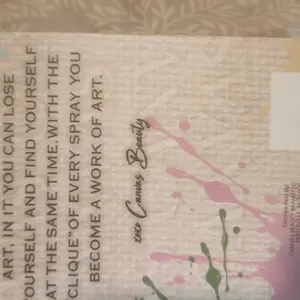 ART, IN IT YOU CAN LOSE
YOURSELF AND FIND YOURSELF
AT THE SAME TIME. WITH THE
"CLIQUE" OF EVERY SPRAY YOU
BECOME A WORK OF ART.
xoxo Canvas Beauty